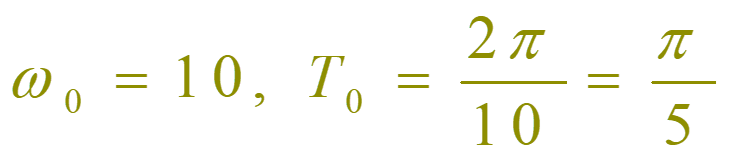 ω₀ = 10, T₀ = 2π/10 = π/5